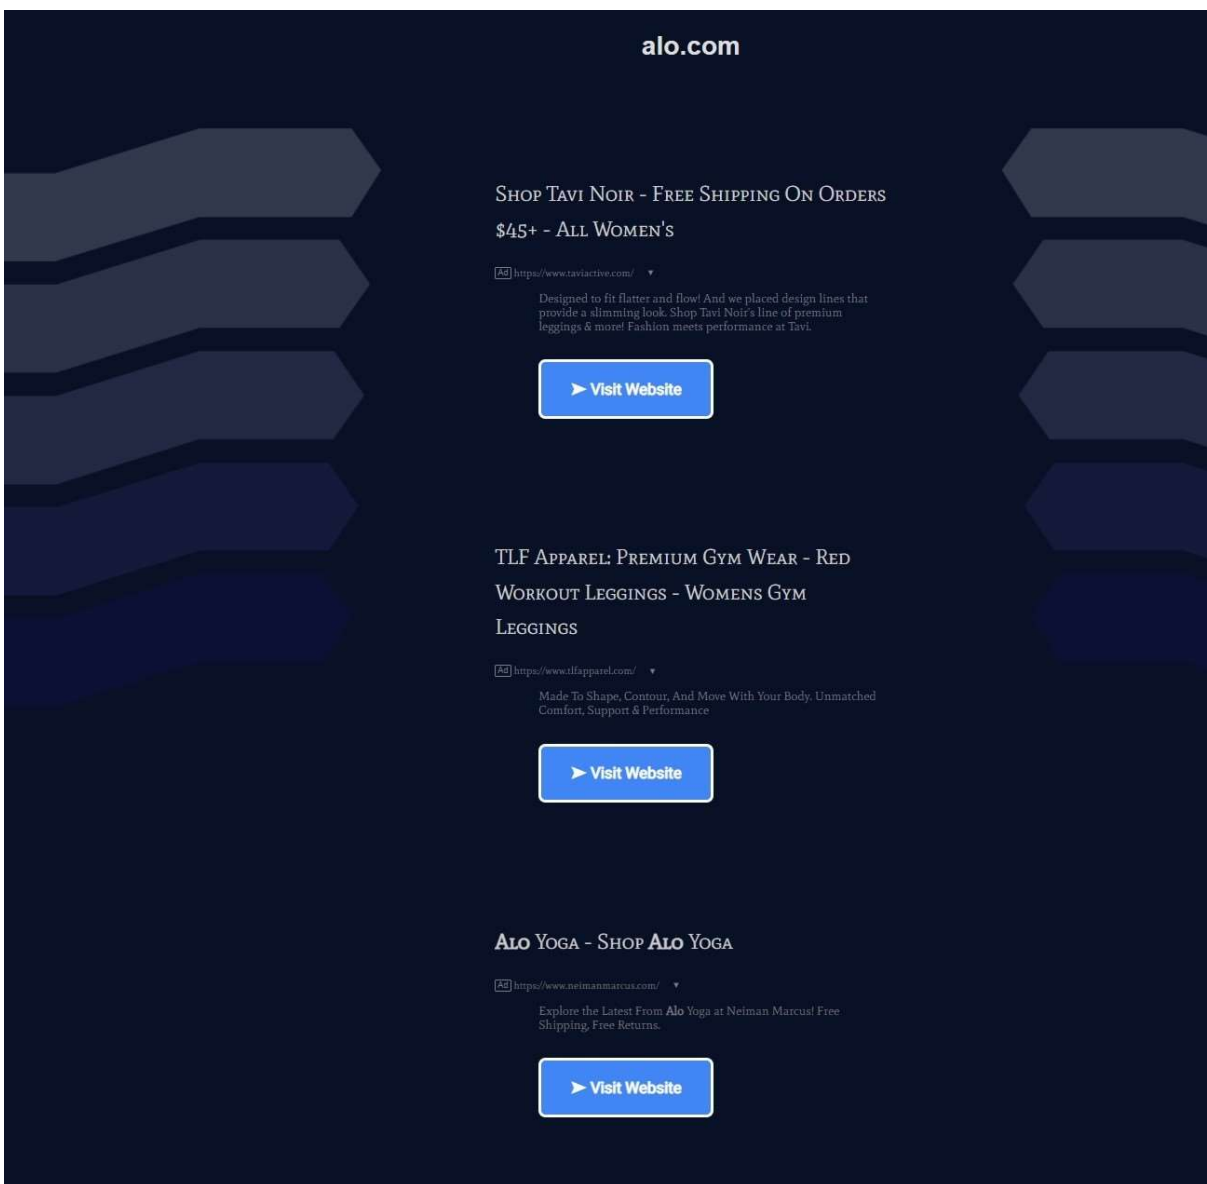 alo.com
Shop Tavi Noir - Free Shipping On Orders
$45+ - All Women's
Ad https://www.taviactive.com/ ▼
Designed to fit flatter and flow! And we placed design lines that
provide a slimming look. Shop Tavi Noir's line of premium
leggings & more! Fashion meets performance at Tavi.
➤ Visit Website
TLF Apparel: Premium Gym Wear - Red
Workout Leggings - Womens Gym
Leggings
Ad https://www.tlfapparel.com/ ▼
Made To Shape, Contour, And Move With Your Body. Unmatched
Comfort, Support & Performance
➤ Visit Website
Alo Yoga - Shop Alo Yoga
Ad https://www.neimanmarcus.com/ ▼
Explore the Latest From Alo Yoga at Neiman Marcus! Free
Shipping, Free Returns.
➤ Visit Website